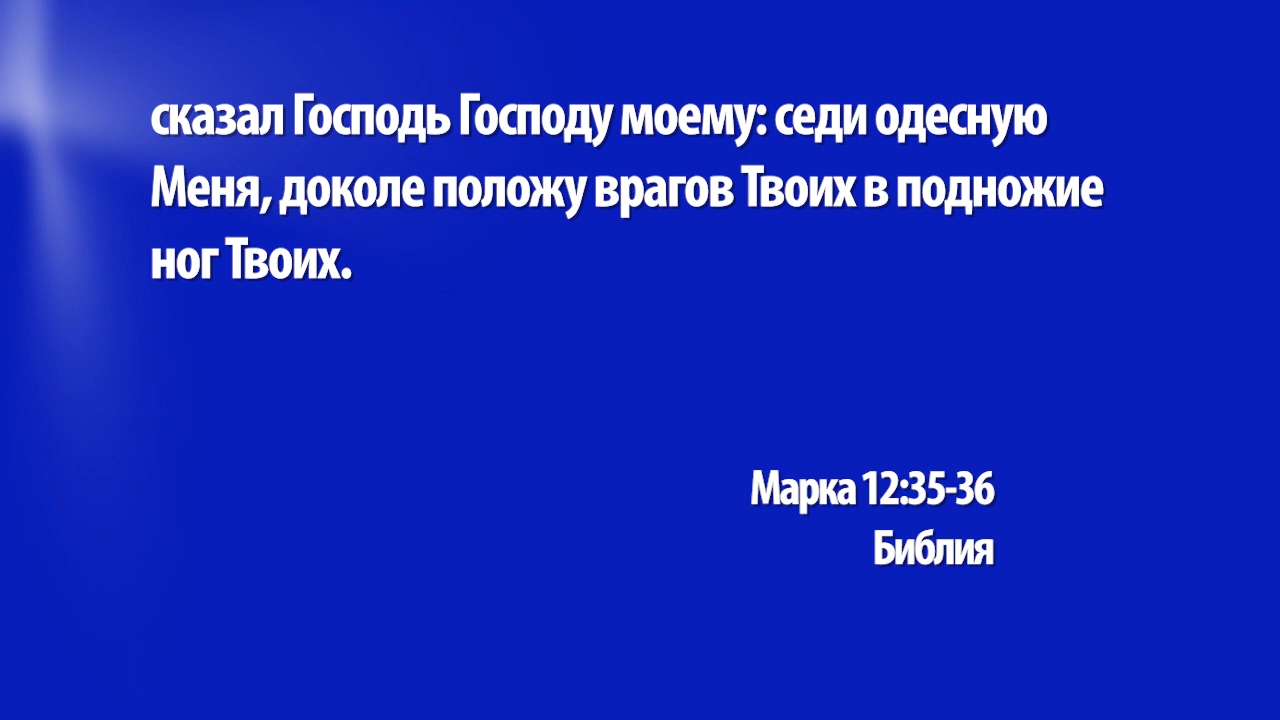 сказал Господь Господу моему: седи одесную
Меня, доколе положу врагов Твоих в подножие
ног Твоих.
Марка 12:35-36
Библия